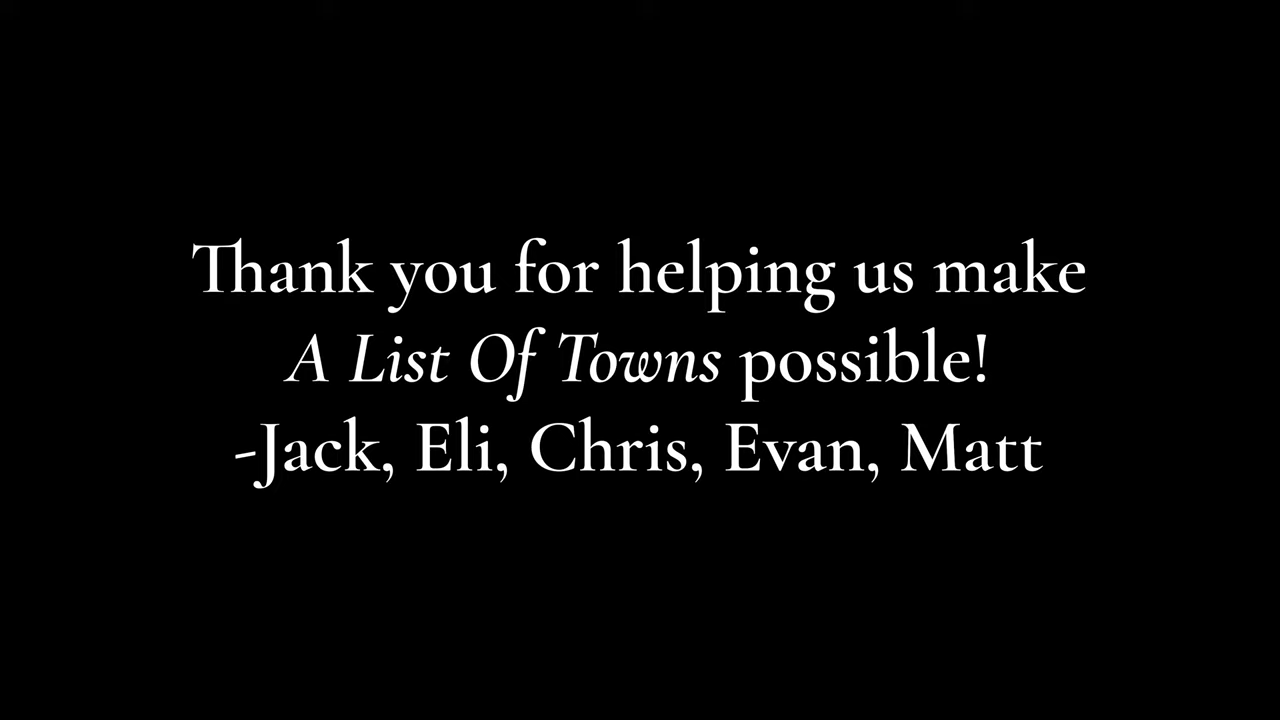 Thank you for helping us make
A List Of Towns possible!
-Jack, Eli, Chris, Evan, Matt